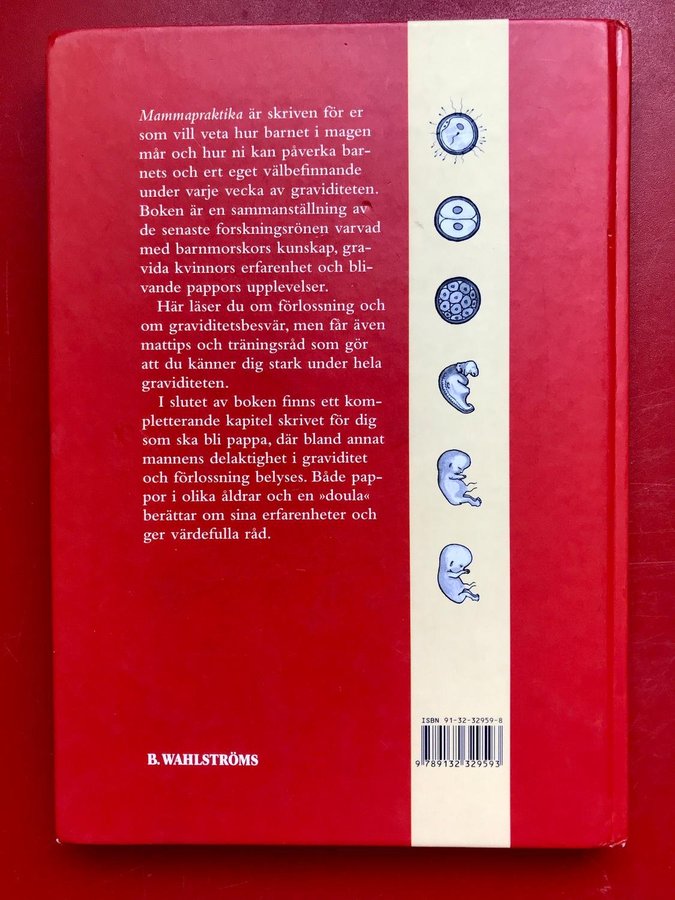 Mammapraktika är skriven för er
som vill veta hur barnet i magen
mår och hur ni kan påverka bar-
nets och ert eget välbefinnande
under varje vecka av graviditeten.
Boken är en sammanställning av
de senaste forskningsrönen varvad
med barnmorskors kunskap, gra-
vida kvinnors erfarenhet och bli-
vande pappors upplevelser.
Här läser du om förlossning och
om graviditetsbesvär, men får även
mattips och träningsråd som gör
att du känner dig stark under hela
graviditeten.
I slutet av boken finns ett kom-
pletterande kapitel skrivet för dig
som ska bli pappa, där bland annat
mannens delaktighet i graviditet
och förlossning belyses. Både pap-
por i olika åldrar och en »doula«
berättar om sina erfarenheter och
ger värdefulla råd.
ISBN 91-32-32959-8
9 789132 329593
B. WAHLSTRÖMS